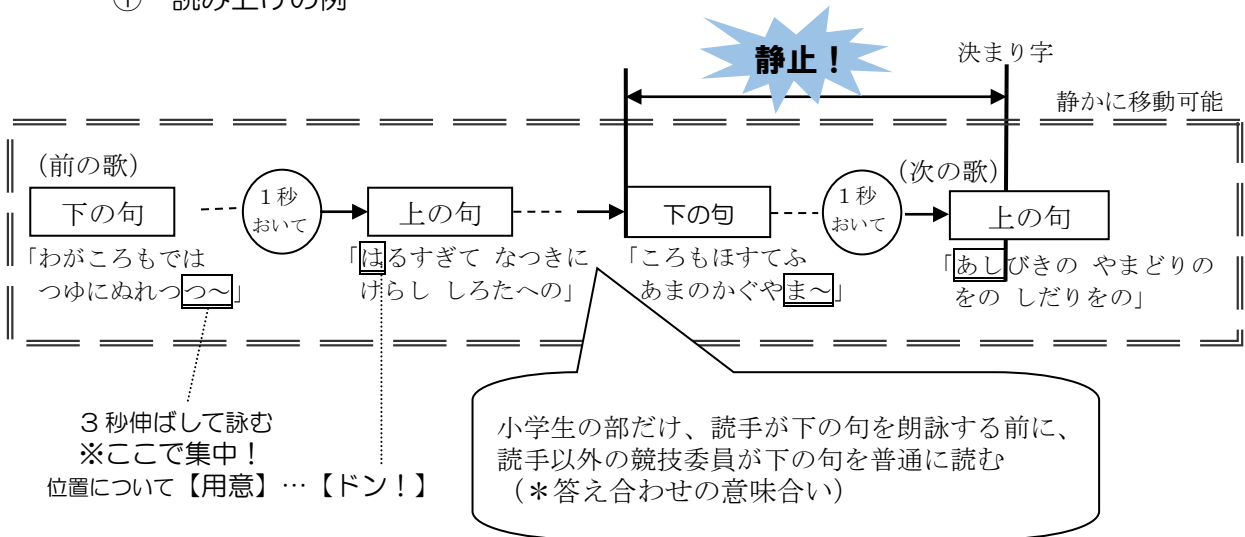 ① 読み上げの例
静止！
決まり字
静かに移動可能
（前の歌）
（次の歌）
下の句
１秒
おいて
上の句
下の句
１秒
おいて
上の句
「わがころもでは
つゆにぬれつつ～」
「はるすぎて なつきに
けらし しろたへの」
「ころもほすてふ
あまのかぐやま～」
「あしびきの やまどりの
をの しだりをの」
３秒伸ばして詠む
※ここで集中！
位置について【用意】…【ドン！】
小学生の部だけ、読手が下の句を朗詠する前に、
読手以外の競技委員が下の句を普通に読む
（＊答え合わせの意味合い）